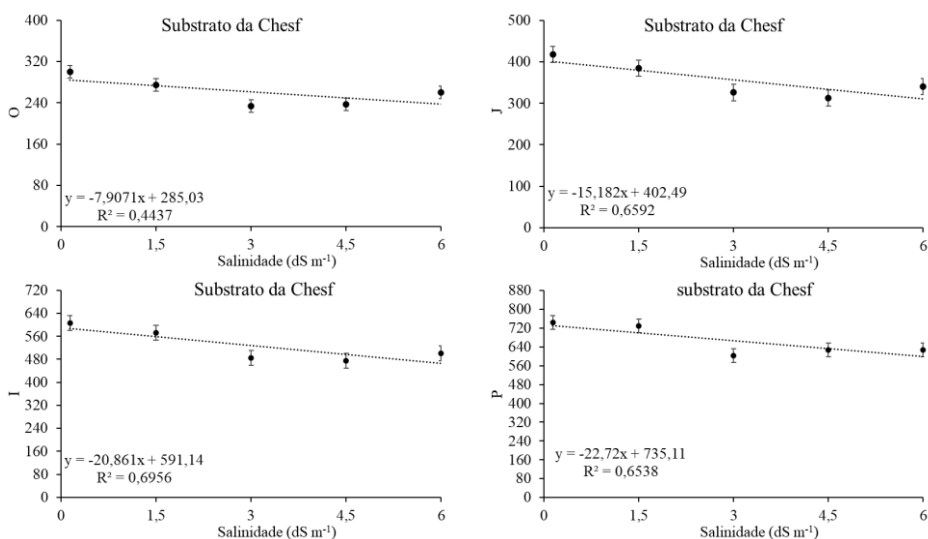 Substrato da Chesf
400
320
240
160
80
0
O
y = -7,9071x + 285,03
R² = 0,4437
0 1,5 3 4,5 6
Salinidade (dS m⁻¹)
Substrato da Chesf
500
400
300
200
100
0
J
y = -15,182x + 402,49
R² = 0,6592
0 1,5 3 4,5 6
Salinidade (dS m⁻¹)
Substrato da Chesf
720
640
560
480
400
320
240
160
80
0
I
y = -20,861x + 591,14
R² = 0,6956
0 1,5 3 4,5 6
Salinidade (dS m⁻¹)
substrato da Chesf
880
800
720
640
560
480
400
320
240
160
80
0
P
y = -22,72x + 735,11
R² = 0,6538
0 1,5 3 4,5 6
Salinidade (dS m⁻¹)